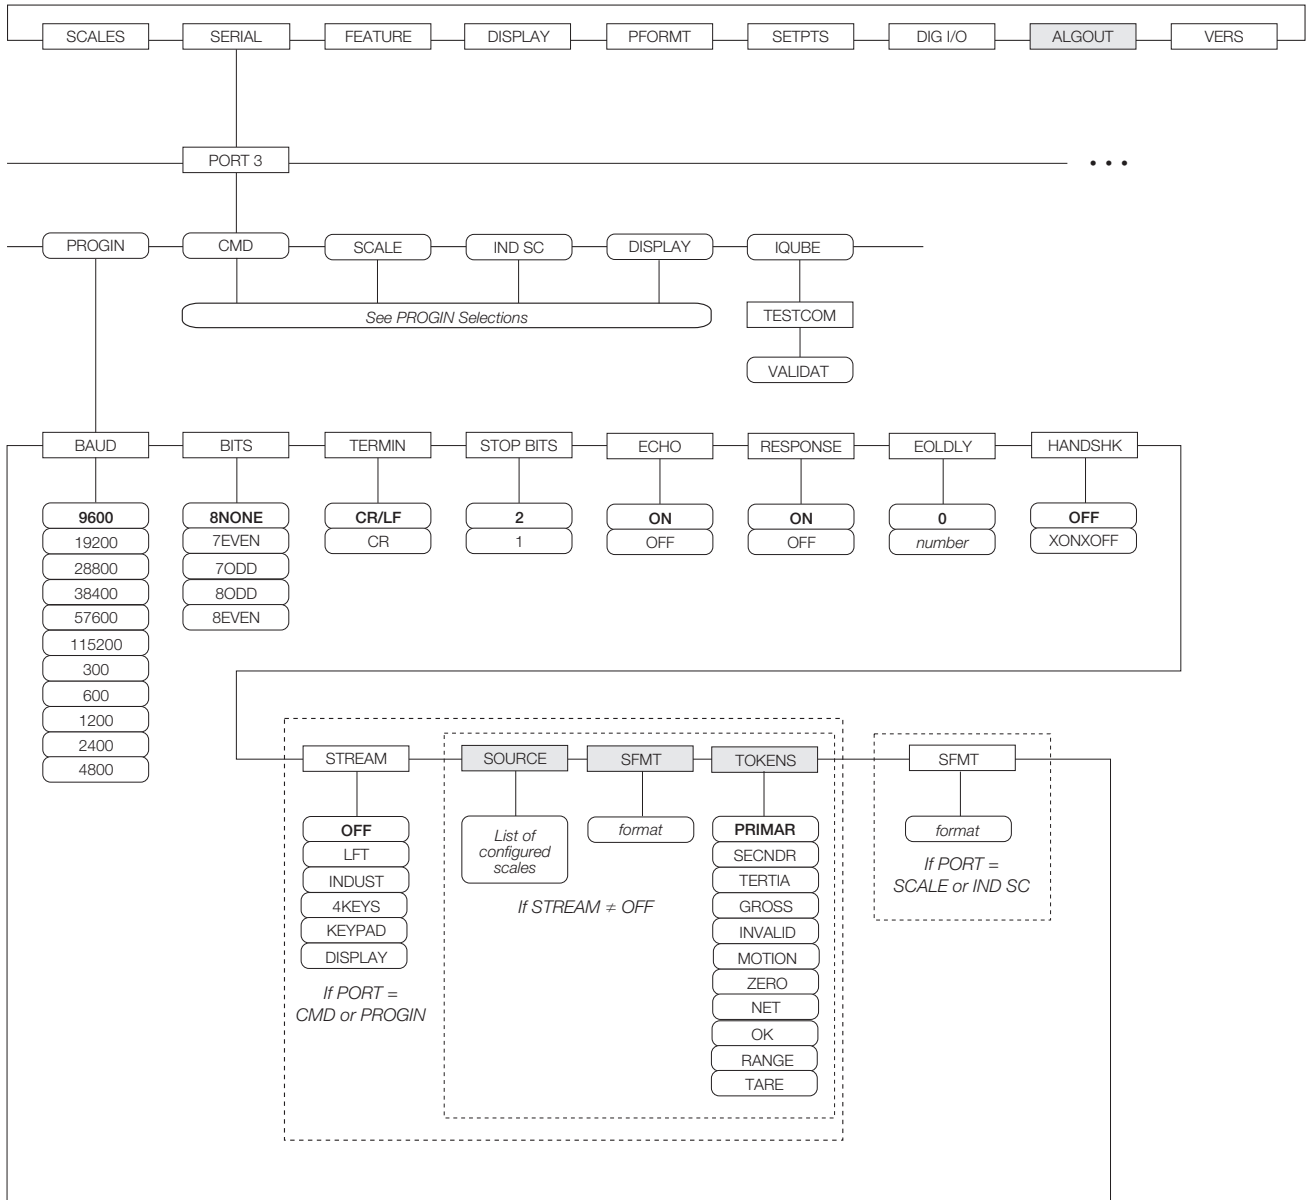 SCALES SERIAL FEATURE DISPLAY PFORMT SETPTS DIG I/O ALGOUT VERS
PORT 3
• • •
PROGIN CMD SCALE IND SC DISPLAY IQUBE
See PROGIN Selections
TESTCOM
VALIDAT
BAUD BITS TERMIN STOP BITS ECHO RESPONSE EOLDLY HANDSHK
9600 8NONE CR/LF 2 ON ON 0 OFF
19200 7EVEN CR 1 OFF OFF number XONXOFF
28800 7ODD
38400 8ODD
57600 8EVEN
115200
300
600
1200
2400
4800
STREAM SOURCE SFMT TOKENS SFMT
OFF
LFT
INDUST
4KEYS
KEYPAD
DISPLAY
If PORT =
CMD or PROGIN
List of
configured
scales
format
If STREAM ≠ OFF
PRIMAR
SECNDR
TERTIA
GROSS
INVALID
MOTION
ZERO
NET
OK
RANGE
TARE
format
If PORT =
SCALE or IND SC